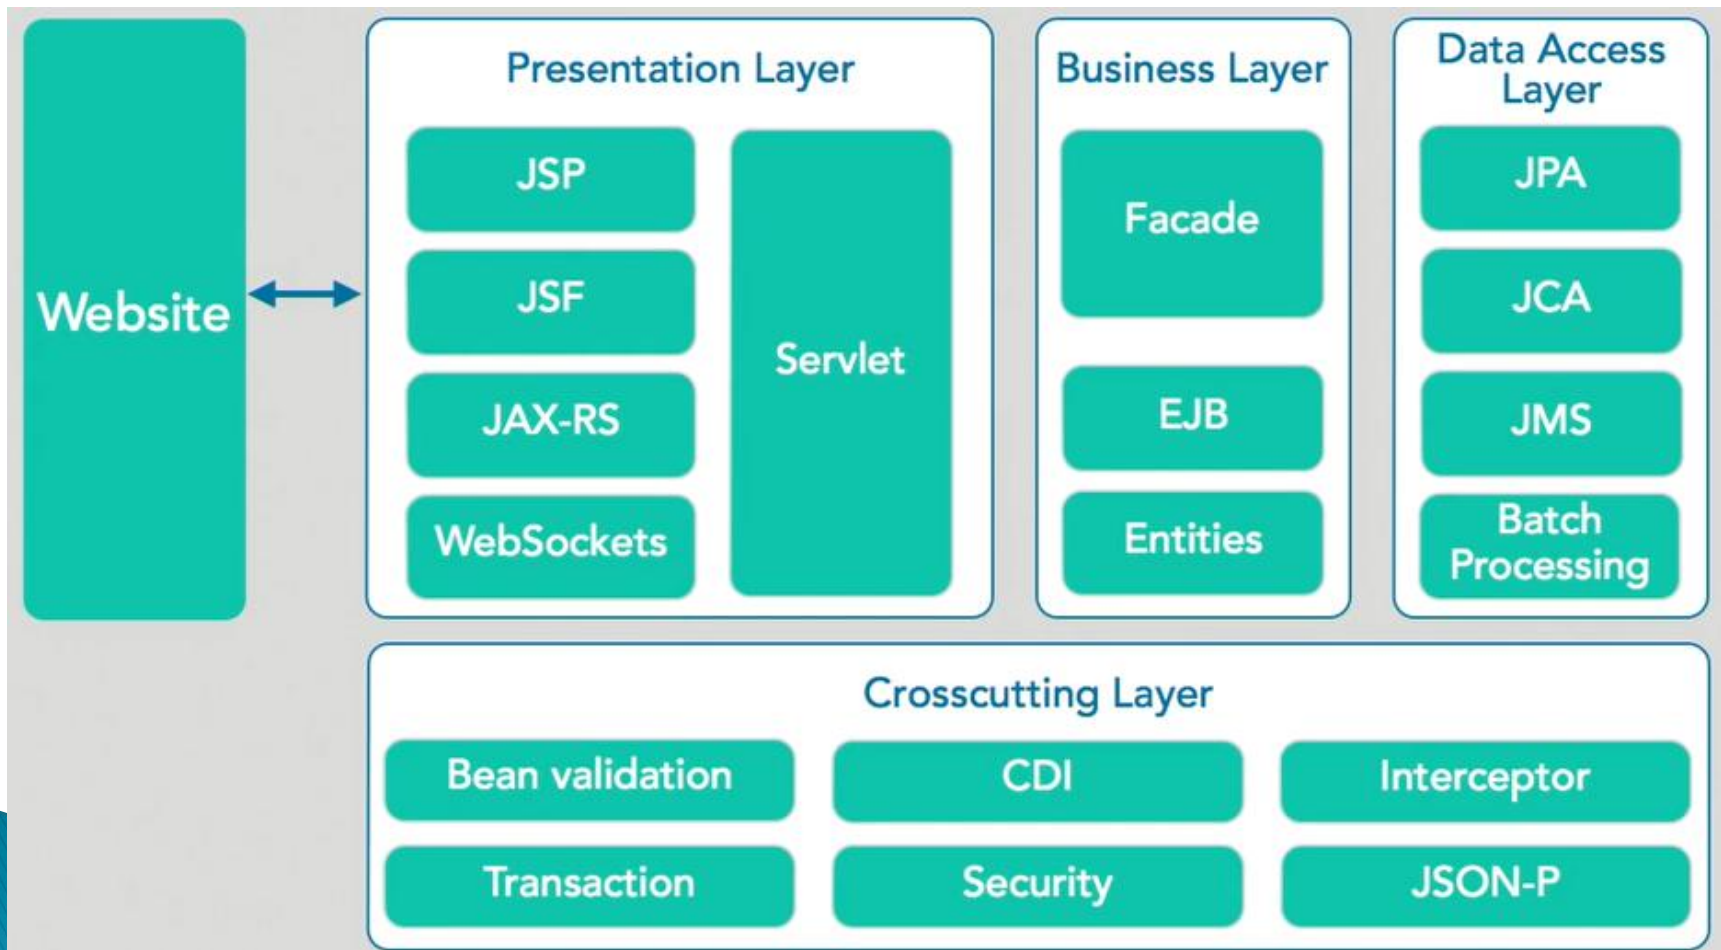 Website
Presentation Layer
JSP
JSF
JAX-RS
WebSockets
Servlet
Business Layer
Facade
EJB
Entities
Data Access
Layer
JPA
JCA
JMS
Batch
Processing
Crosscutting Layer
Bean validation
CDI
Interceptor
Transaction
Security
JSON-P